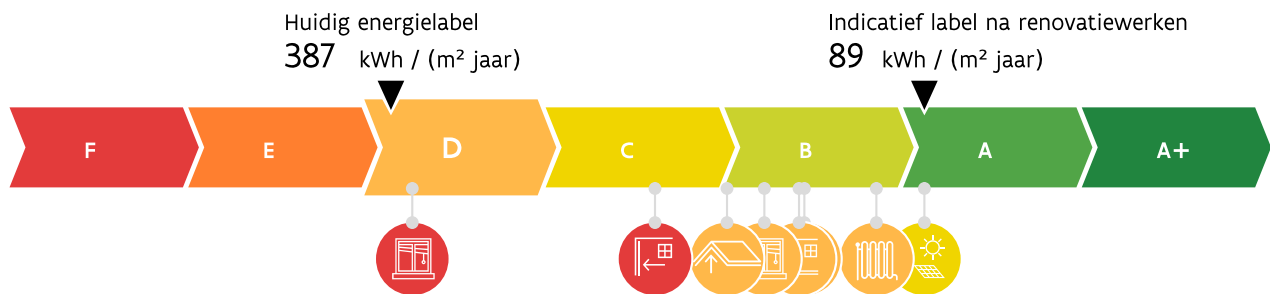 Huidig energielabel
387 kWh / (m² jaar)
Indicatief label na renovatiewerken
89 kWh / (m² jaar)
F E D C B A A+